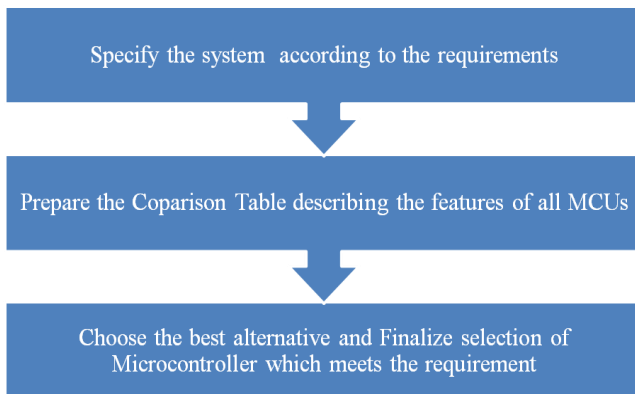 Specify the system according to the requirements
Prepare the Coparison Table describing the features of all MCUs
Choose the best alternative and Finalize selection of
Microcontroller which meets the requirement